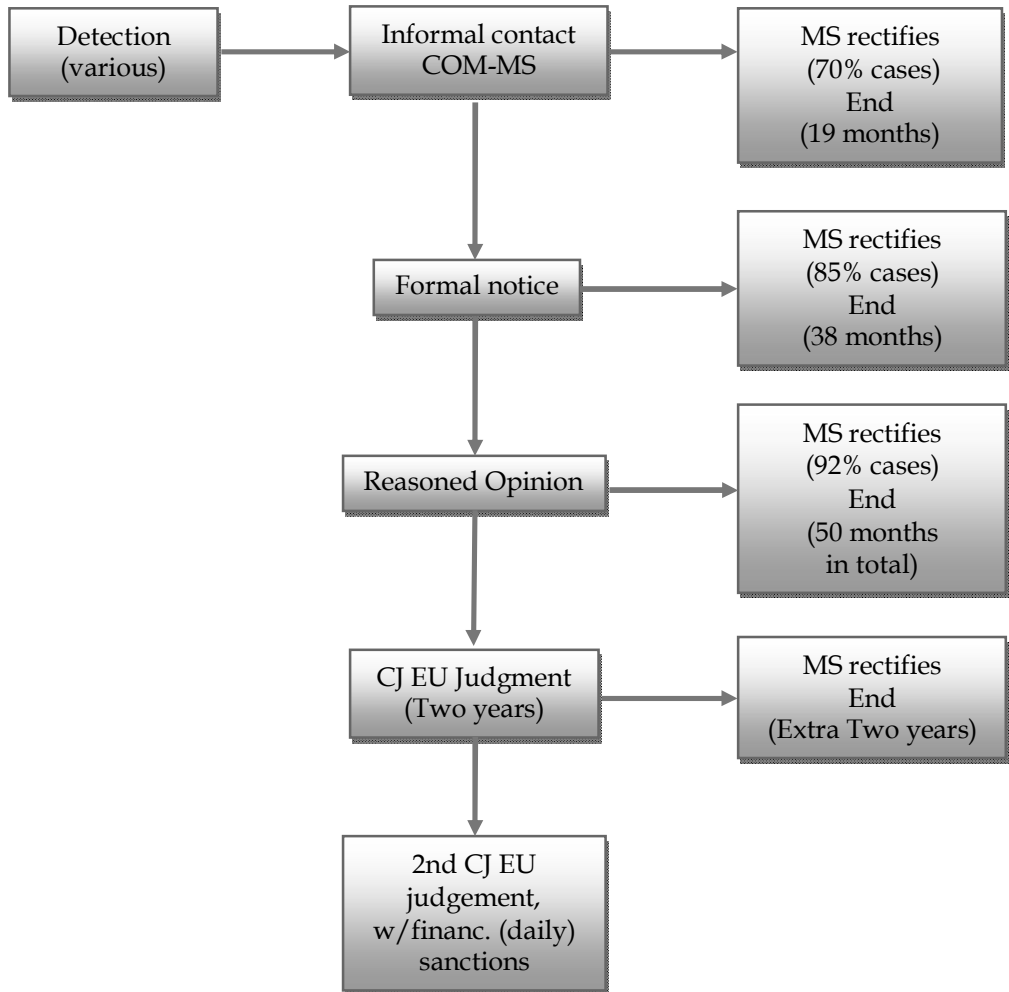 Detection
(various)
Informal contact
COM-MS
MS rectifies
(70% cases)
End
(19 months)
Formal notice
MS rectifies
(85% cases)
End
(38 months)
Reasoned Opinion
MS rectifies
(92% cases)
End
(50 months
in total)
CJ EU Judgment
(Two years)
MS rectifies
End
(Extra Two years)
2nd CJ EU
judgement,
w/financ. (daily)
sanctions